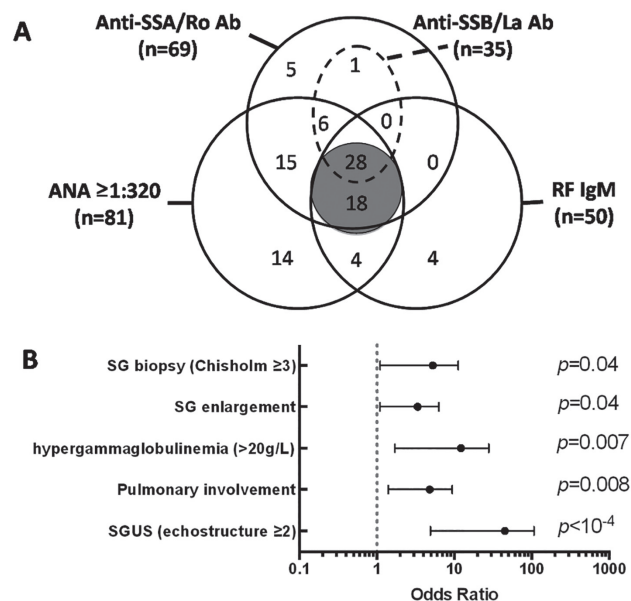 A
Anti-SSA/Ro Ab
(n=69)
Anti-SSB/La Ab
(n=35)
5
1
6
0
15
28
0
ANA ≥1:320
(n=81)
18
RF IgM
(n=50)
14
4
4
B
SG biopsy (Chisholm ≥3)
p=0.04
SG enlargement
p=0.04
hypergammaglobulinemia (>20g/L)
p=0.007
Pulmonary involvement
p=0.008
SGUS (echostructure ≥2)
p<10-4
0.1 1 10 100 1000
Odds Ratio